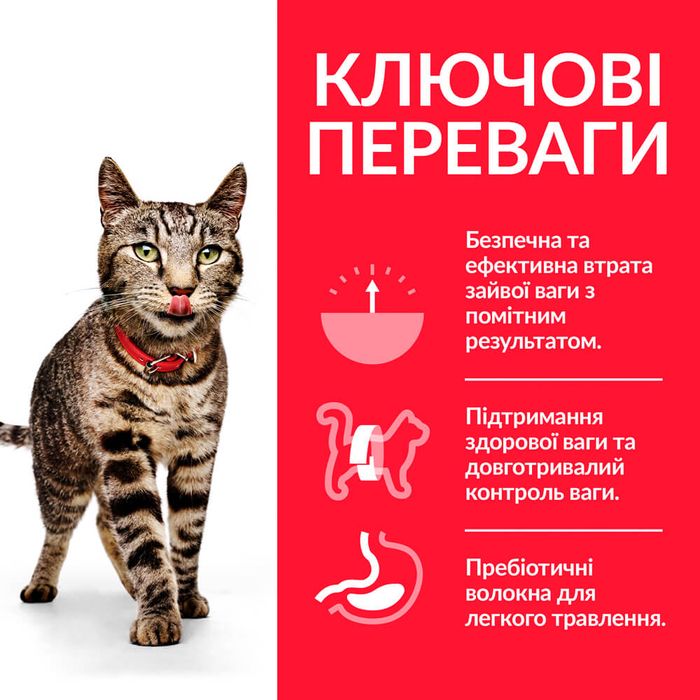 КЛЮЧОВІ
ПЕРЕВАГИ
Безпечна та
ефективна втрата
зайвої ваги з
помітним
результатом.
Підтримання
здорової ваги та
довготривалий
контроль ваги.
Пребіотичні
волокна для
легкого травлення.